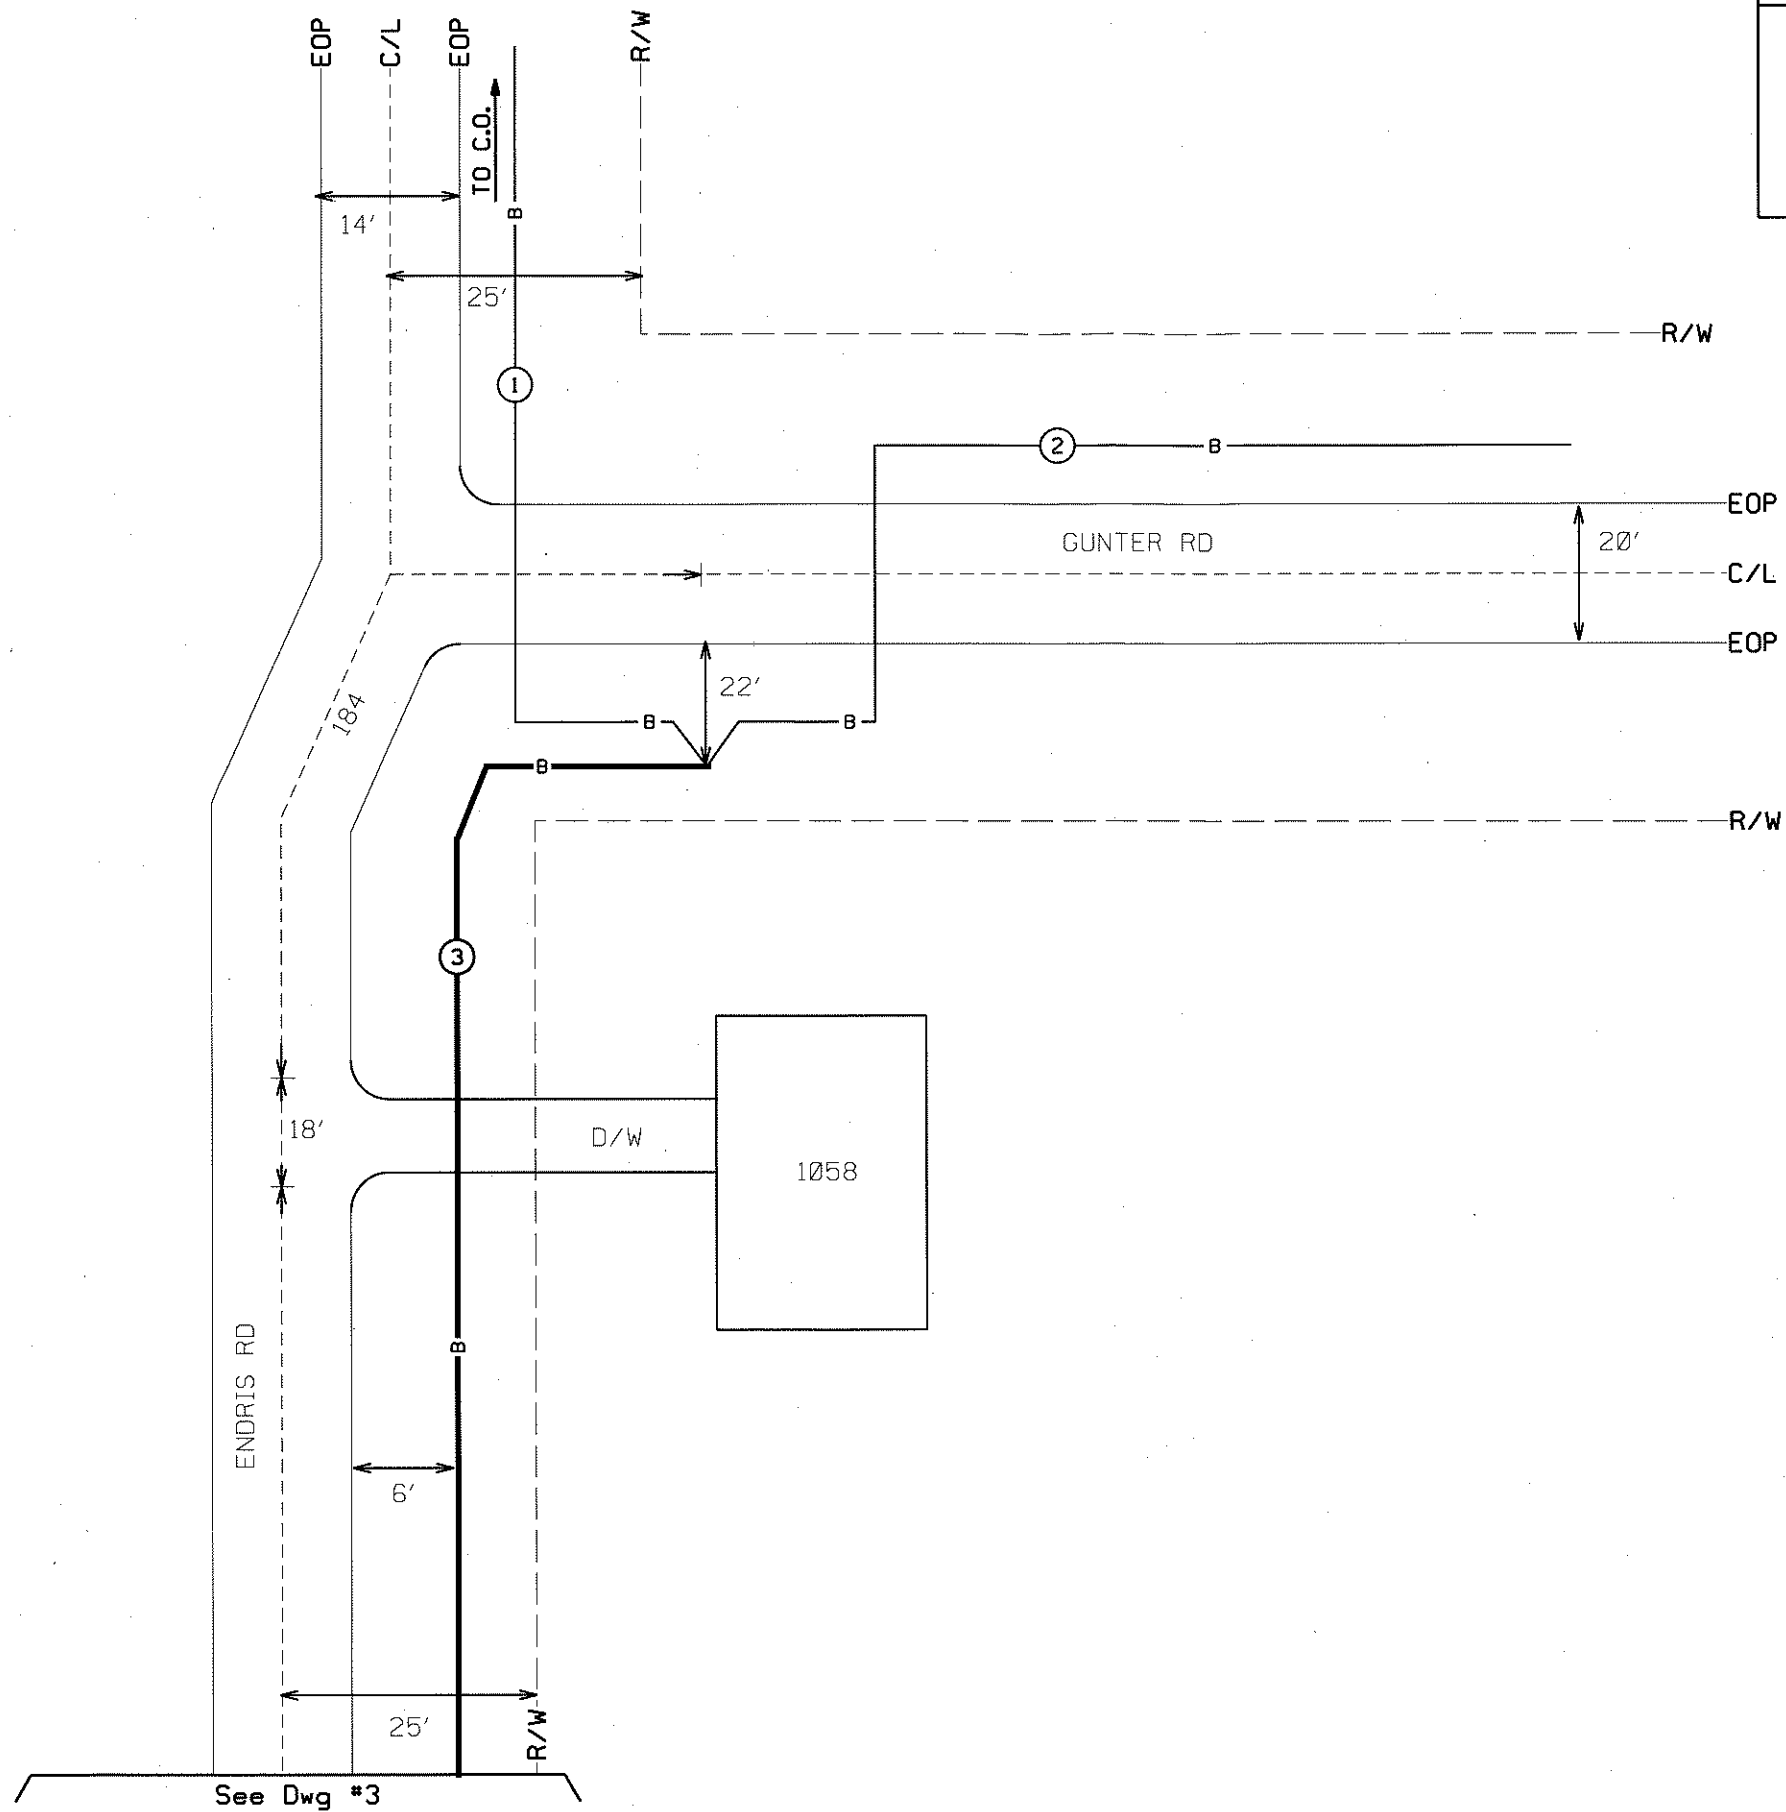 EOP
C/L
EOP
R/W
TO C.O.
14'
B
25'
R/W
1
2
B
EOP
GUNTER RD
20'
C/L
EOP
184
22'
B
B
B
R/W
3
18'
D/W
1058
ENDRIS RD
B
6'
25'
R/W
See Dwg #3